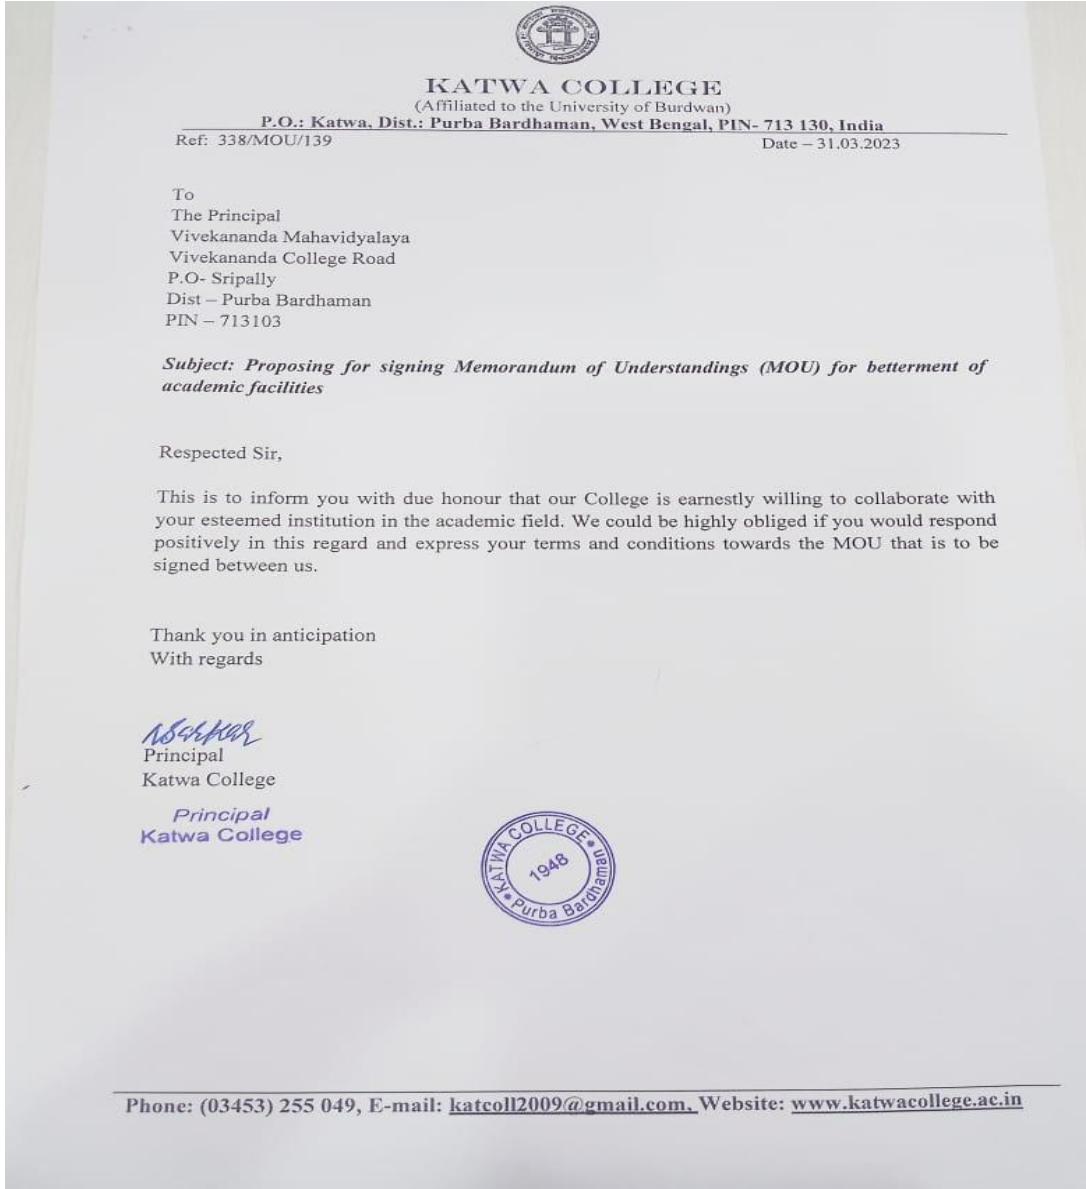 KATWA COLLEGE
(Affiliated to the University of Burdwan)
P.O.: Katwa, Dist.: Purba Bardhaman, West Bengal, PIN- 713 130, India
Ref: 338/MOU/139
Date – 31.03.2023
To
The Principal
Vivekananda Mahavidyalaya
Vivekananda College Road
P.O- Sripally
Dist – Purba Bardhaman
PIN – 713103
Subject: Proposing for signing Memorandum of Understandings (MOU) for betterment of
academic facilities
Respected Sir,
This is to inform you with due honour that our College is earnestly willing to collaborate with
your esteemed institution in the academic field. We could be highly obliged if you would respond
positively in this regard and express your terms and conditions towards the MOU that is to be
signed between us.
Thank you in anticipation
With regards
Principal
Katwa College
Principal
Katwa College
KATWA COLLEGE
1948
Purba Bardhaman
Phone: (03453) 255 049, E-mail: katcoll2009@gmail.com, Website: www.katwacollege.ac.in